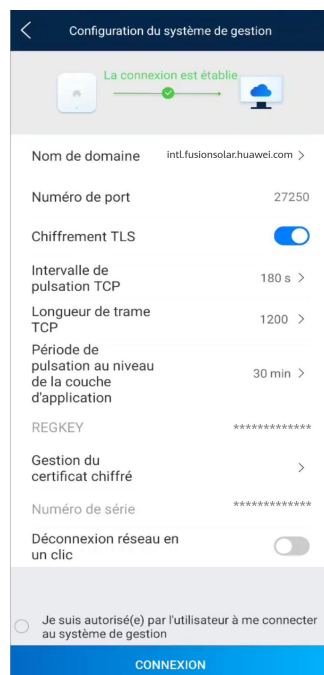 Configuration du système de gestion
La connexion est établie
Nom de domaine intl.fusionsolar.huawei.com >
Numéro de port 27250
Chiffrement TLS
Intervalle de
pulsation TCP 180 s >
Longueur de trame
TCP 1200 >
Période de
pulsation au niveau
de la couche
d'application 30 min >
REGKEY *************
Gestion du
certificat chiffré >
Numéro de série *************
Déconnexion réseau en
un clic
Je suis autorisé(e) par l'utilisateur à me connecter
au système de gestion
CONNEXION